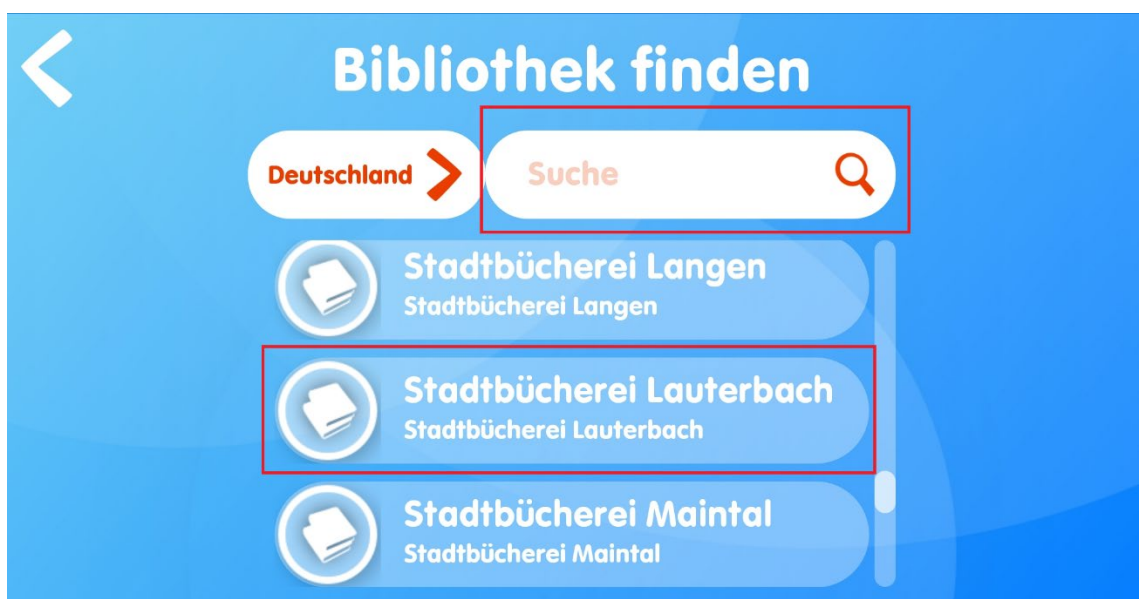 Bibliothek finden
Deutschland
Suche
Stadtbücherei Langen
Stadtbücherei Langen
Stadtbücherei Lauterbach
Stadtbücherei Lauterbach
Stadtbücherei Maintal
Stadtbücherei Maintal